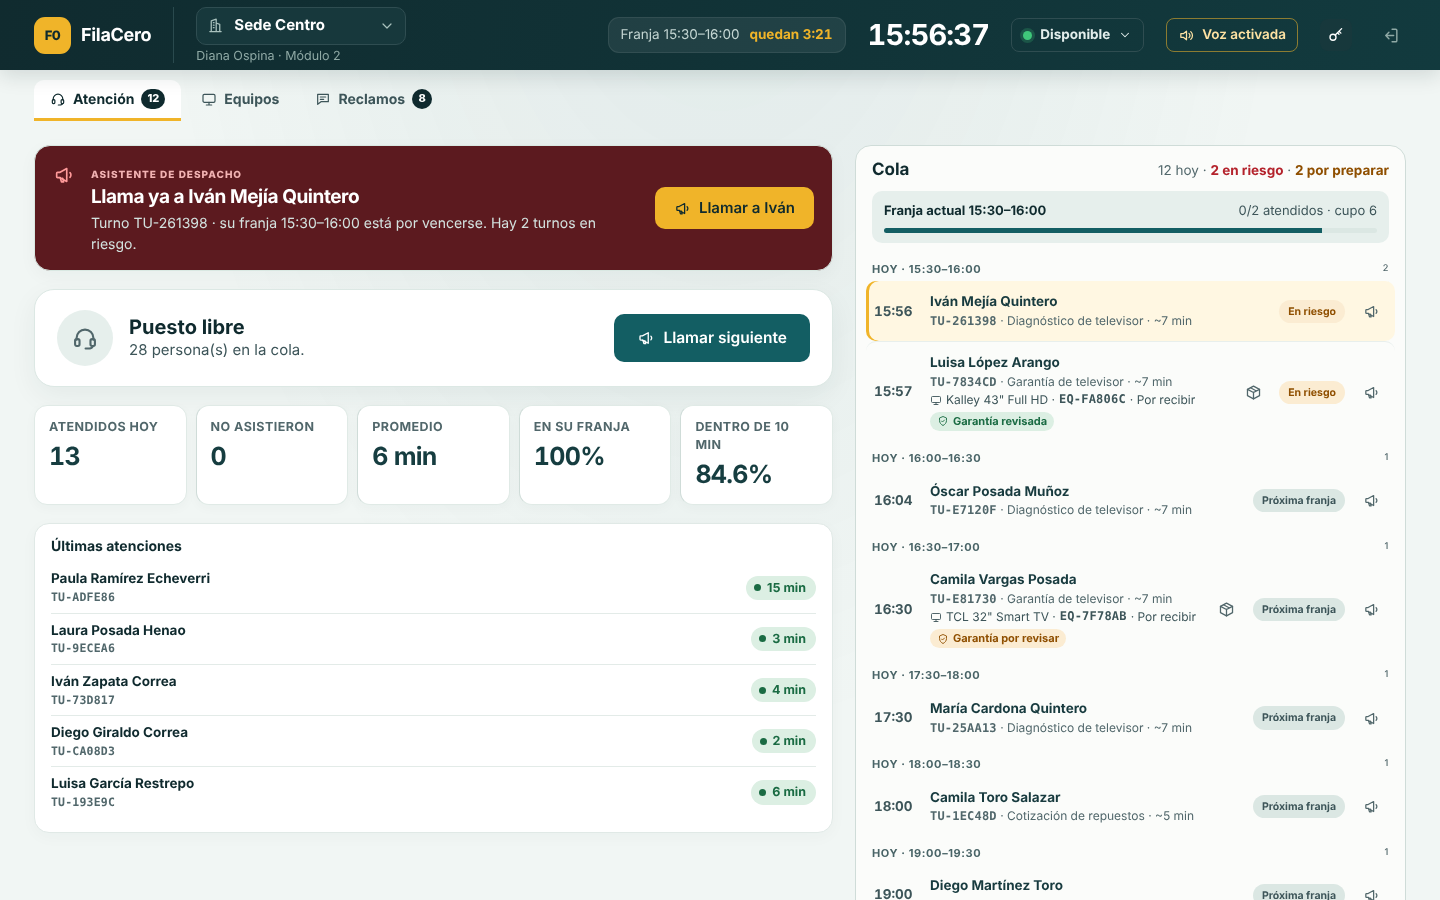 FO FilaCero
Sede Centro
Diana Ospina · Módulo 2
Franja 15:30–16:00 quedan 3:21
15:56:37
Disponible
Voz activada
Atención 12
Equipos
Reclamos 8
ASISTENTE DE DESPACHO
Llama ya a Iván Mejía Quintero
Turno TU-261398 · su franja 15:30–16:00 está por vencerse. Hay 2 turnos en
riesgo.
Llamar a Iván
Puesto libre
28 persona(s) en la cola.
Llamar siguiente
ATENDIDOS HOY
13
NO ASISTIERON
0
PROMEDIO
6 min
EN SU FRANJA
100%
DENTRO DE 10
MIN
84.6%
Últimas atenciones
Paula Ramírez Echeverri
TU-ADFE86
15 min
Laura Posada Henao
TU-9ECEA6
3 min
Iván Zapata Correa
TU-73D817
4 min
Diego Giraldo Correa
TU-CA08D3
2 min
Luisa García Restrepo
TU-193E9C
6 min
Cola
12 hoy · 2 en riesgo · 2 por preparar
Franja actual 15:30–16:00
0/2 atendidos · cupo 6
HOY · 15:30–16:00 2
15:56
Iván Mejía Quintero
TU-261398 · Diagnóstico de televisor · ~7 min
En riesgo
15:57
Luisa López Arango
TU-7834CD · Garantía de televisor · ~7 min
Kalley 43" Full HD · EQ-FA806C · Por recibir
Garantía revisada
En riesgo
HOY · 16:00–16:30 1
16:04
Óscar Posada Muñoz
TU-E7120F · Diagnóstico de televisor · ~7 min
Próxima franja
HOY · 16:30–17:00 1
16:30
Camila Vargas Posada
TU-E81730 · Garantía de televisor · ~7 min
TCL 32" Smart TV · EQ-7F78AB · Por recibir
Garantía por revisar
Próxima franja
HOY · 17:30–18:00 1
17:30
María Cardona Quintero
TU-25AA13 · Diagnóstico de televisor · ~7 min
Próxima franja
HOY · 18:00–18:30 1
18:00
Camila Toro Salazar
TU-1EC48D · Cotización de repuestos · ~5 min
Próxima franja
HOY · 19:00–19:30 1
19:00
Diego Martínez Toro
Próxima franja